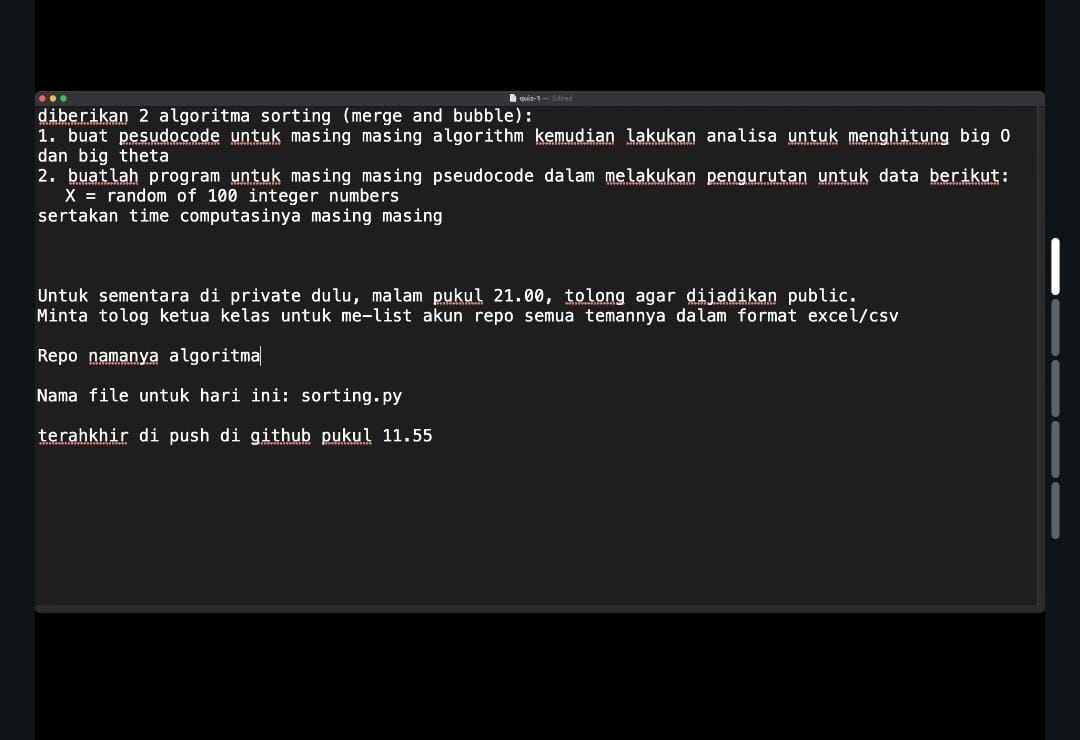 quiz-1 — Edited
diberikan 2 algoritma sorting (merge and bubble):
1. buat pesudocode untuk masing masing algorithm kemudian lakukan analisa untuk menghitung big O
dan big theta
2. buatlah program untuk masing masing pseudocode dalam melakukan pengurutan untuk data berikut:
X = random of 100 integer numbers
sertakan time computasinya masing masing
Untuk sementara di private dulu, malam pukul 21.00, tolong agar dijadikan public.
Minta tolog ketua kelas untuk me-list akun repo semua temannya dalam format excel/csv
Repo namanya algoritma
Nama file untuk hari ini: sorting.py
terahkhir di push di github pukul 11.55